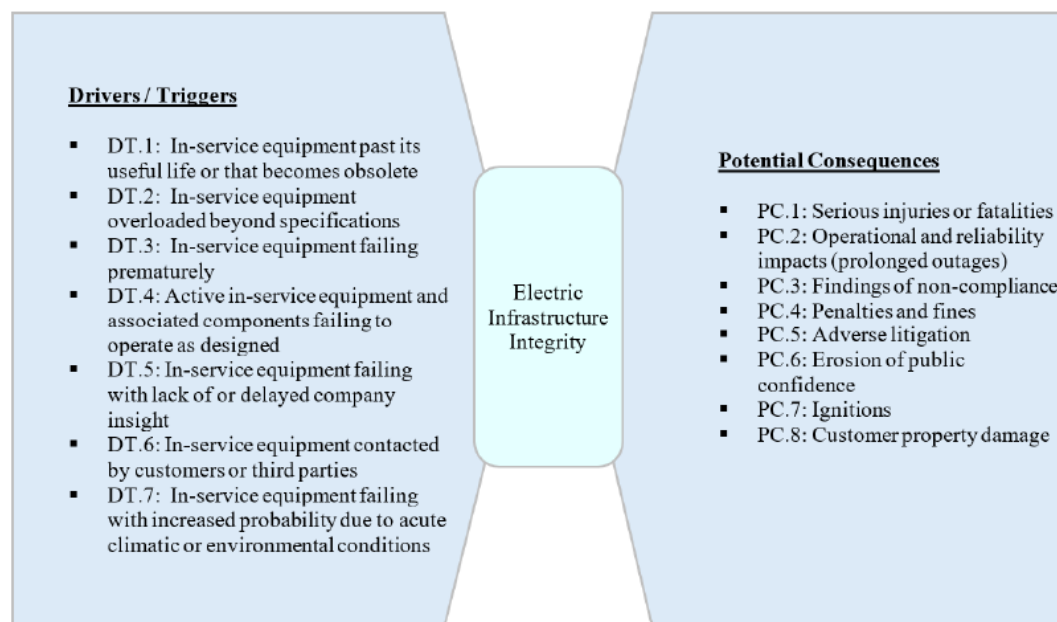 Drivers / Triggers
▪ DT.1: In-service equipment past its
useful life or that becomes obsolete
▪ DT.2: In-service equipment
overloaded beyond specifications
▪ DT.3: In-service equipment failing
prematurely
▪ DT.4: Active in-service equipment and
associated components failing to
operate as designed
▪ DT.5: In-service equipment failing
with lack of or delayed company
insight
▪ DT.6: In-service equipment contacted
by customers or third parties
▪ DT.7: In-service equipment failing
with increased probability due to acute
climatic or environmental conditions
Electric
Infrastructure
Integrity
Potential Consequences
▪ PC.1: Serious injuries or fatalities
▪ PC.2: Operational and reliability
impacts (prolonged outages)
▪ PC.3: Findings of non-compliance
▪ PC.4: Penalties and fines
▪ PC.5: Adverse litigation
▪ PC.6: Erosion of public
confidence
▪ PC.7: Ignitions
▪ PC.8: Customer property damage